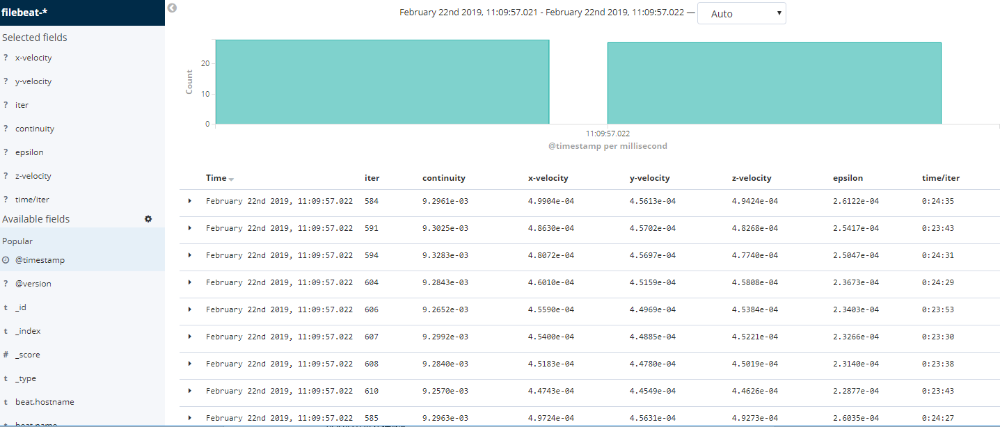 filebeat-*
Selected fields
? x-velocity
? y-velocity
? iter
? continuity
? epsilon
? z-velocity
? time/iter
Available fields
Popular
@timestamp
? @version
t _id
t _index
# _score
t _type
t beat.hostname
February 22nd 2019, 11:09:57.021 - February 22nd 2019, 11:09:57.022 — Auto
Count
20
10
0
11:09:57.022
@timestamp per millisecond
Time iter continuity x-velocity y-velocity z-velocity epsilon time/iter
February 22nd 2019, 11:09:57.022 584 9.2961e-03 4.9904e-04 4.5613e-04 4.9424e-04 2.6122e-04 0:24:35
February 22nd 2019, 11:09:57.022 591 9.3025e-03 4.8630e-04 4.5702e-04 4.8268e-04 2.5417e-04 0:23:43
February 22nd 2019, 11:09:57.022 594 9.3283e-03 4.8072e-04 4.5697e-04 4.7740e-04 2.5047e-04 0:24:31
February 22nd 2019, 11:09:57.022 604 9.2843e-03 4.6010e-04 4.5159e-04 4.5808e-04 2.3673e-04 0:24:29
February 22nd 2019, 11:09:57.022 606 9.2652e-03 4.5590e-04 4.4969e-04 4.5384e-04 2.3403e-04 0:23:53
February 22nd 2019, 11:09:57.022 607 9.2992e-03 4.5400e-04 4.4885e-04 4.5221e-04 2.3266e-04 0:23:30
February 22nd 2019, 11:09:57.022 608 9.2840e-03 4.5183e-04 4.4780e-04 4.5019e-04 2.3140e-04 0:23:38
February 22nd 2019, 11:09:57.022 610 9.2570e-03 4.4743e-04 4.4549e-04 4.4626e-04 2.2877e-04 0:23:43
February 22nd 2019, 11:09:57.022 585 9.2963e-03 4.9724e-04 4.5631e-04 4.9273e-04 2.6035e-04 0:24:27